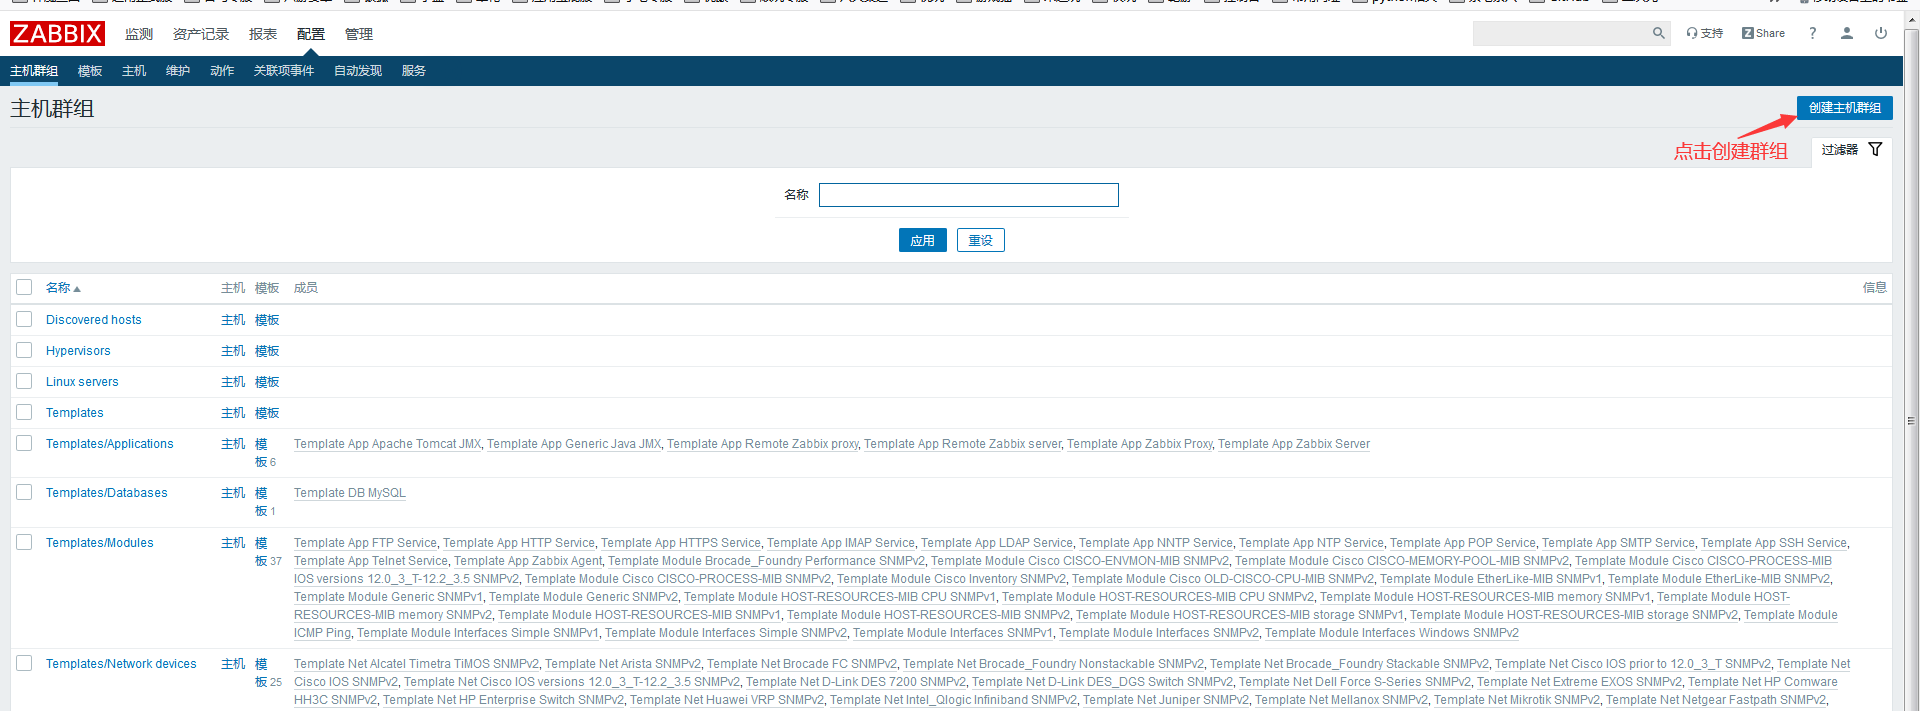 ZABBIX 监测 资产记录 报表 配置 管理 支持 Z Share ?
主机群组 模板 主机 维护 动作 关联项事件 自动发现 服务
主机群组 创建主机群组
点击创建群组 过滤器
名称
应用 重设
名称 主机 模板 成员 信息
Discovered hosts 主机 模板
Hypervisors 主机 模板
Linux servers 主机 模板
Templates 主机 模板
Templates/Applications 主机 模 Template App Apache Tomcat JMX, Template App Generic Java JMX, Template App Remote Zabbix proxy, Template App Remote Zabbix server, Template App Zabbix Proxy, Template App Zabbix Server
板 6
Templates/Databases 主机 模 Template DB MySQL
板 1
Templates/Modules 主机 模 Template App FTP Service, Template App HTTP Service, Template App HTTPS Service, Template App IMAP Service, Template App LDAP Service, Template App NNTP Service, Template App NTP Service, Template App POP Service, Template App SMTP Service, Template App SSH Service,
板 37 Template App Telnet Service, Template App Zabbix Agent, Template Module Brocade_Foundry Performance SNMPv2, Template Module Cisco CISCO-ENVMON-MIB SNMPv2, Template Module Cisco CISCO-MEMORY-POOL-MIB SNMPv2, Template Module Cisco CISCO-PROCESS-MIB
IOS versions 12.0_3_T-12.2_3.5 SNMPv2, Template Module Cisco CISCO-PROCESS-MIB SNMPv2, Template Module Cisco Inventory SNMPv2, Template Module Cisco OLD-CISCO-CPU-MIB SNMPv2, Template Module EtherLike-MIB SNMPv1, Template Module EtherLike-MIB SNMPv2,
Template Module Generic SNMPv1, Template Module Generic SNMPv2, Template Module HOST-RESOURCES-MIB CPU SNMPv1, Template Module HOST-RESOURCES-MIB CPU SNMPv2, Template Module HOST-RESOURCES-MIB memory SNMPv1, Template Module HOST-
RESOURCES-MIB memory SNMPv2, Template Module HOST-RESOURCES-MIB SNMPv1, Template Module HOST-RESOURCES-MIB SNMPv2, Template Module HOST-RESOURCES-MIB storage SNMPv1, Template Module HOST-RESOURCES-MIB storage SNMPv2, Template Module
ICMP Ping, Template Module Interfaces Simple SNMPv1, Template Module Interfaces Simple SNMPv2, Template Module Interfaces SNMPv1, Template Module Interfaces SNMPv2, Template Module Interfaces Windows SNMPv2
Templates/Network devices 主机 模 Template Net Alcatel Timetra TiMOS SNMPv2, Template Net Arista SNMPv2, Template Net Brocade FC SNMPv2, Template Net Brocade_Foundry Nonstackable SNMPv2, Template Net Brocade_Foundry Stackable SNMPv2, Template Net Cisco IOS prior to 12.0_3_T SNMPv2, Template Net
板 25 Cisco IOS SNMPv2, Template Net Cisco IOS versions 12.0_3_T-12.2_3.5 SNMPv2, Template Net D-Link DES 7200 SNMPv2, Template Net D-Link DES_DGS Switch SNMPv2, Template Net Dell Force S-Series SNMPv2, Template Net Extreme EXOS SNMPv2, Template Net HP Comware
HH3C SNMPv2, Template Net HP Enterprise Switch SNMPv2, Template Net Huawei VRP SNMPv2, Template Net Intel_Qlogic Infiniband SNMPv2, Template Net Juniper SNMPv2, Template Net Mellanox SNMPv2, Template Net Mikrotik SNMPv2, Template Net Netgear Fastpath SNMPv2,